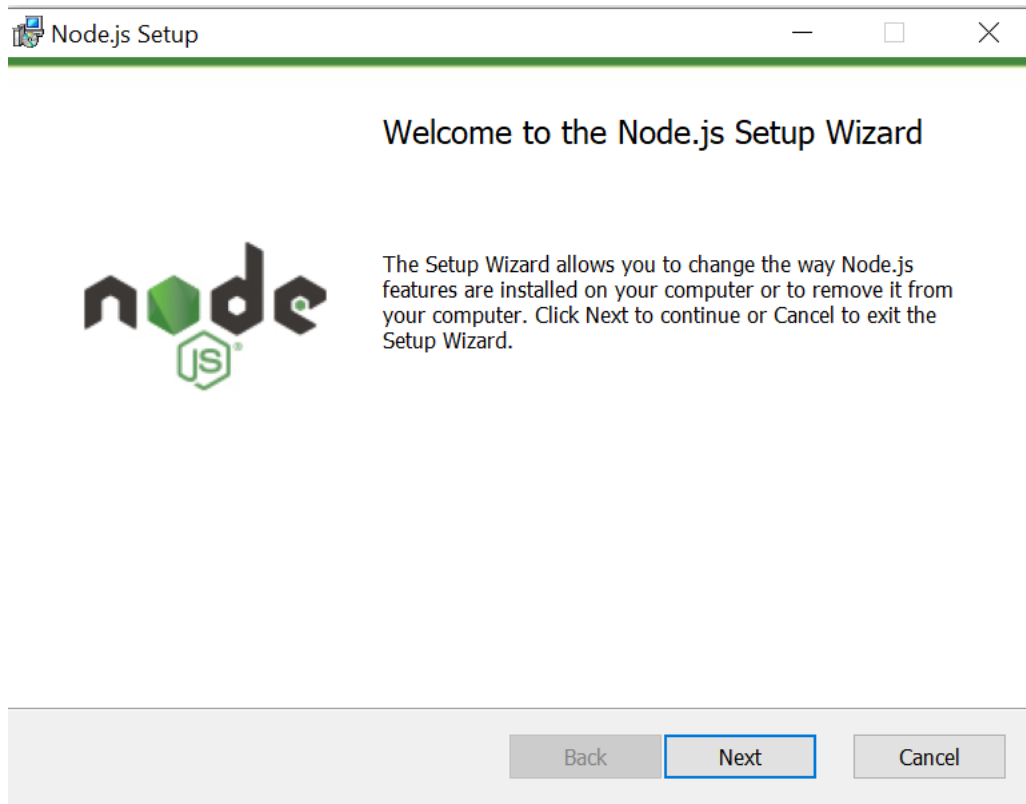 Node.js Setup
Welcome to the Node.js Setup Wizard
node
JS®
The Setup Wizard allows you to change the way Node.js
features are installed on your computer or to remove it from
your computer. Click Next to continue or Cancel to exit the
Setup Wizard.
Back Next Cancel